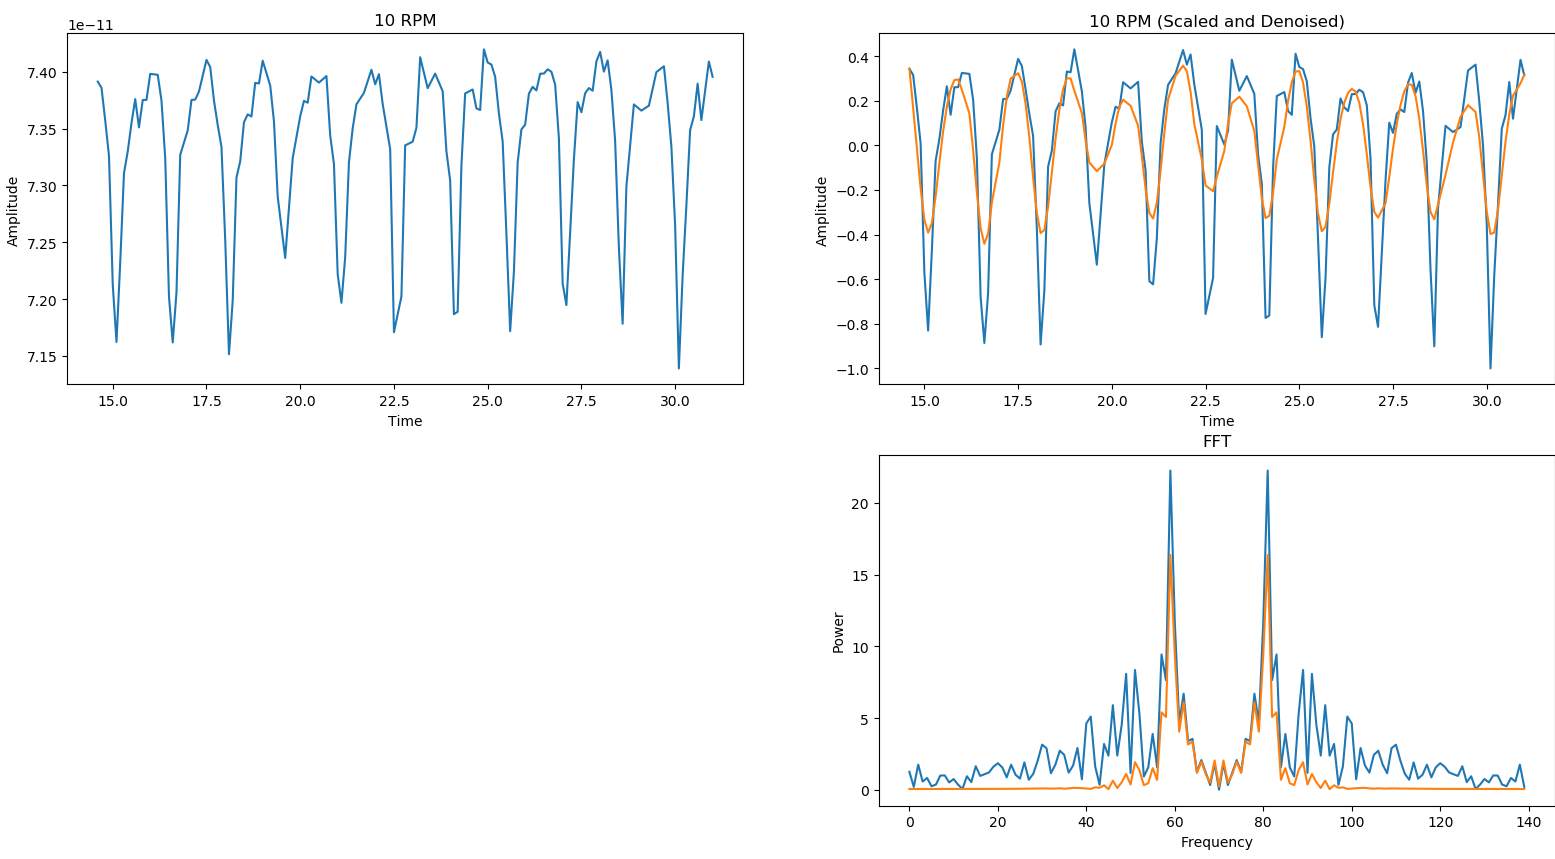 10 RPM
1e−11
7.40
7.35
7.30
7.25
7.20
7.15
Amplitude
15.0 17.5 20.0 22.5 25.0 27.5 30.0
Time
10 RPM (Scaled and Denoised)
0.4
0.2
0.0
−0.2
−0.4
−0.6
−0.8
−1.0
Amplitude
15.0 17.5 20.0 22.5 25.0 27.5 30.0
Time
FFT
20
15
10
5
0
Power
0 20 40 60 80 100 120 140
Frequency